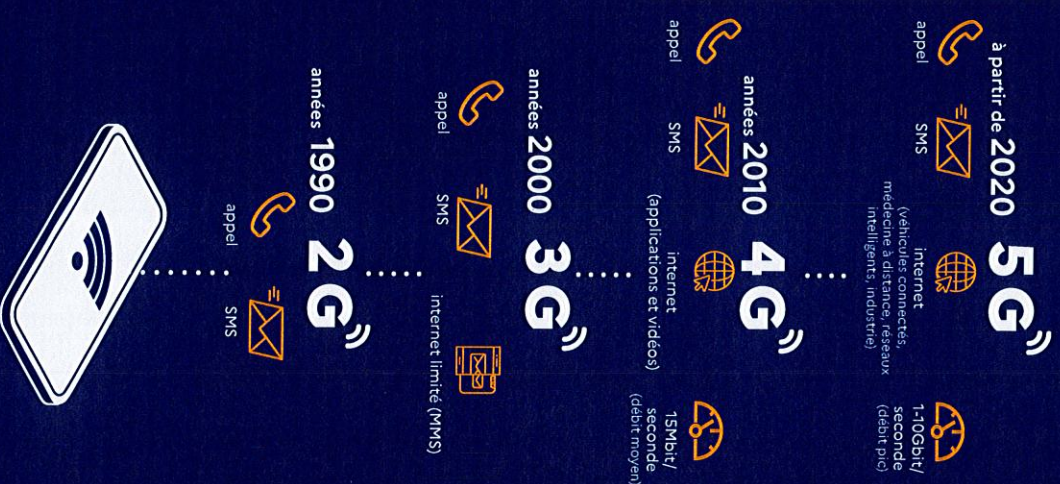 à partir de 2020 5G
appel
SMS
internet
(véhicules connectés,
médecine à distance, réseaux
intelligents, industrie)
1-10Gbit/
seconde
(débit pic)
années 2010 4G
appel
SMS
internet
(applications et vidéos)
15Mbit/
seconde
(débit moyen)
années 2000 3G
appel
SMS
internet limité (MMS)
années 1990 2G
appel
SMS